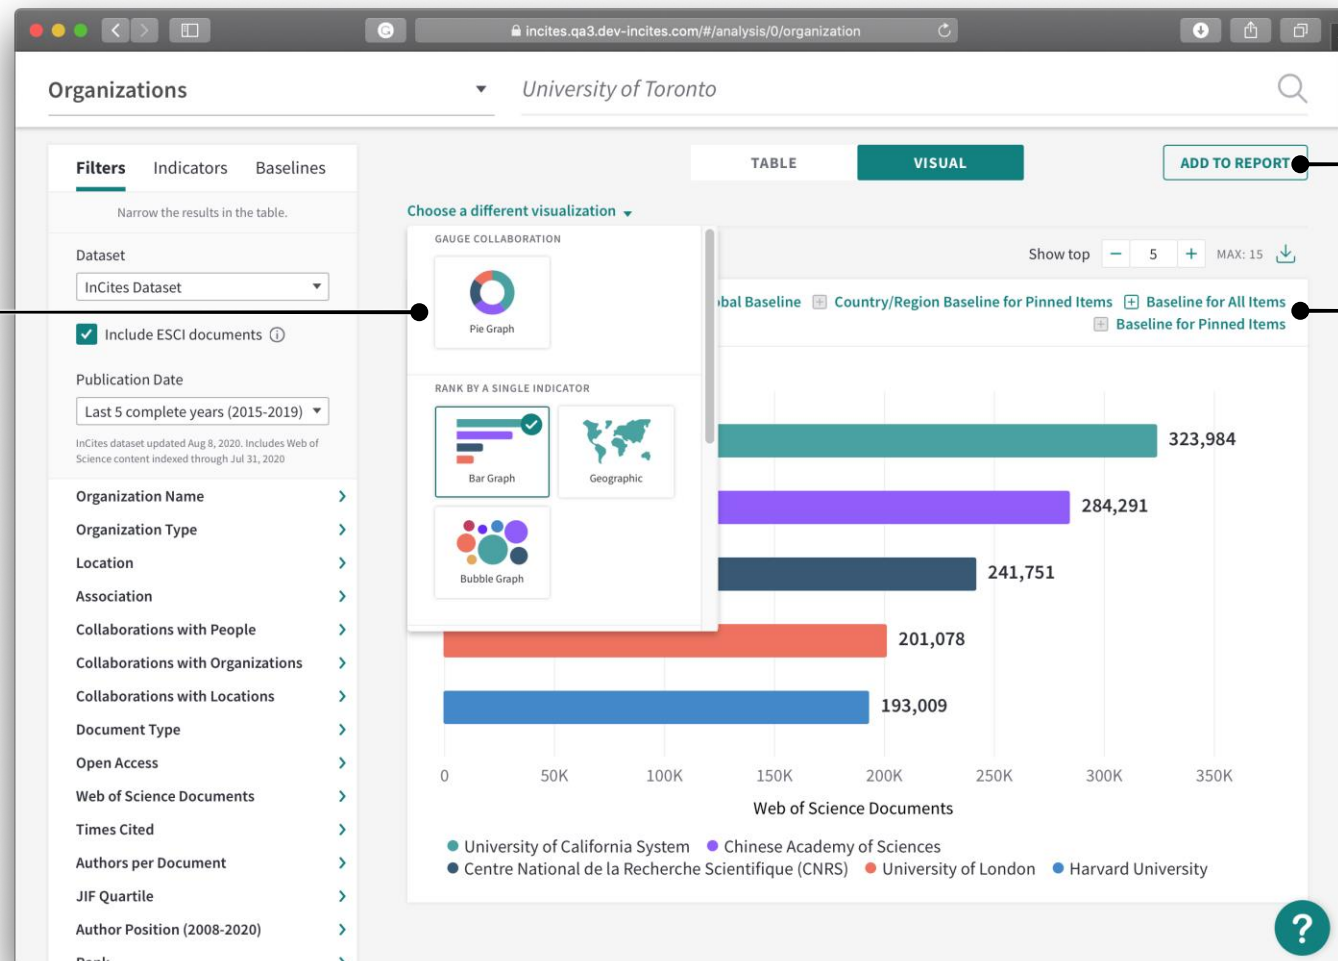 incites.qa3.dev-incites.com/#/analysis/0/organization
Organizations
University of Toronto
Filters Indicators Baselines
Narrow the results in the table.
Dataset
InCites Dataset
Include ESCI documents
Publication Date
Last 5 complete years (2015-2019)
InCites dataset updated Aug 8, 2020. Includes Web of
Science content indexed through Jul 31, 2020
Organization Name
Organization Type
Location
Association
Collaborations with People
Collaborations with Organizations
Collaborations with Locations
Document Type
Open Access
Web of Science Documents
Times Cited
Authors per Document
JIF Quartile
Author Position (2008-2020)
TABLE VISUAL
ADD TO REPORT
Choose a different visualization
GAUGE COLLABORATION
Pie Graph
RANK BY A SINGLE INDICATOR
Bar Graph Geographic
Bubble Graph
Show top − 5 + MAX: 15
Baseline Country/Region Baseline for Pinned Items Baseline for All Items
Baseline for Pinned Items
323,984
284,291
241,751
201,078
193,009
0 50K 100K 150K 200K 250K 300K 350K
Web of Science Documents
University of California System Chinese Academy of Sciences
Centre National de la Recherche Scientifique (CNRS) University of London Harvard University
?